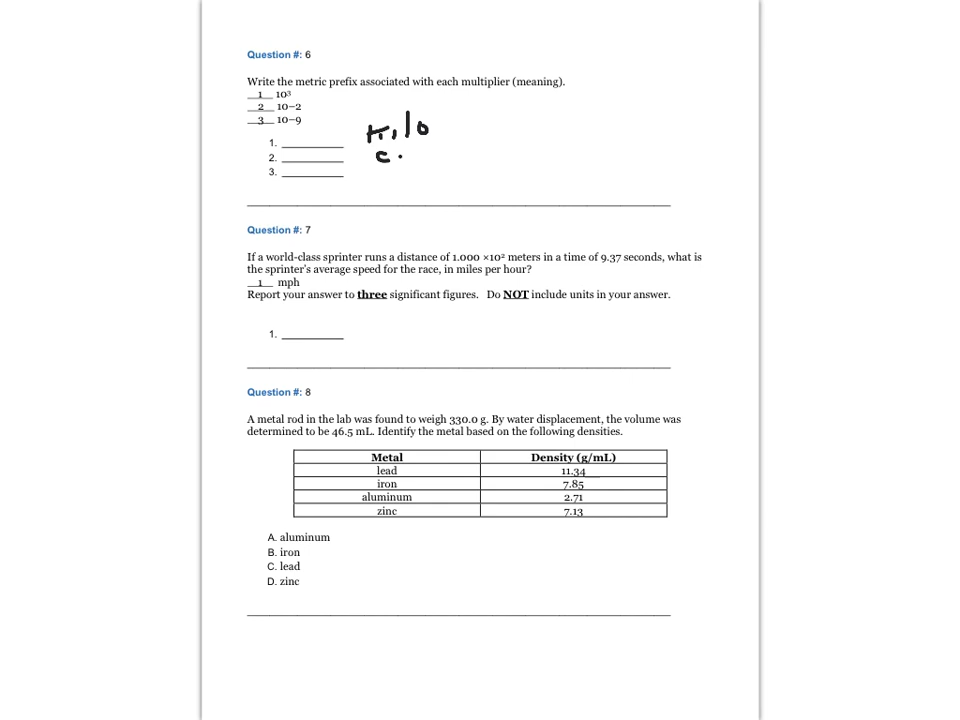 Question #: 6
Write the metric prefix associated with each multiplier (meaning).
__1__ 10³
__2__ 10−2
__3__ 10−9
1. __________
2. __________
3. __________
Kilo
c.
Question #: 7
If a world-class sprinter runs a distance of 1.000 ×10² meters in a time of 9.37 seconds, what is
the sprinter's average speed for the race, in miles per hour?
__1__ mph
Report your answer to three significant figures. Do NOT include units in your answer.
1. __________
Question #: 8
A metal rod in the lab was found to weigh 330.0 g. By water displacement, the volume was
determined to be 46.5 mL. Identify the metal based on the following densities.
Metal Density (g/mL)
lead 11.34
iron 7.85
aluminum 2.71
zinc 7.13
A. aluminum
B. iron
C. lead
D. zinc